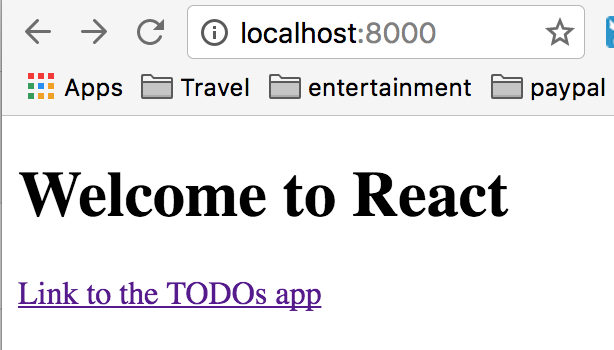 localhost:8000
Apps Travel entertainment paypal
Welcome to React
Link to the TODOs app